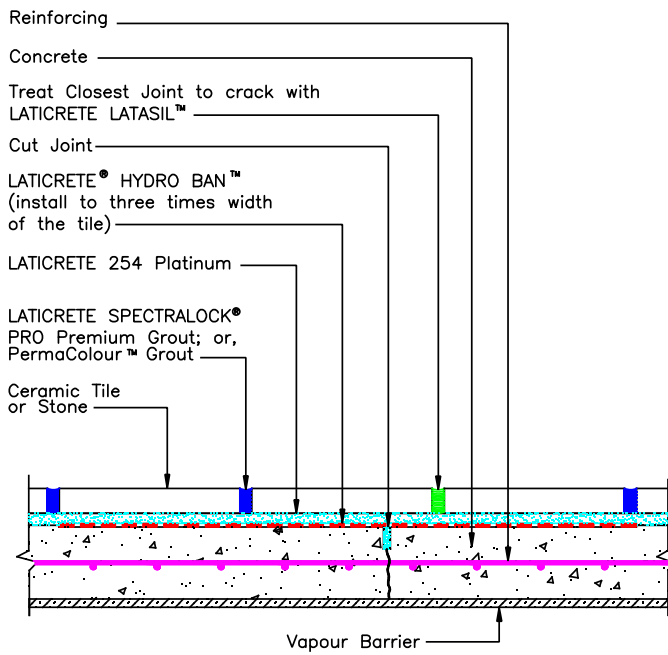 Reinforcing
Concrete
Treat Closest Joint to crack with
LATICRETE LATASIL™
Cut Joint
LATICRETE® HYDRO BAN™
(install to three times width
of the tile)
LATICRETE 254 Platinum
LATICRETE SPECTRALOCK®
PRO Premium Grout; or,
PermaColour™ Grout
Ceramic Tile
or Stone
Vapour Barrier